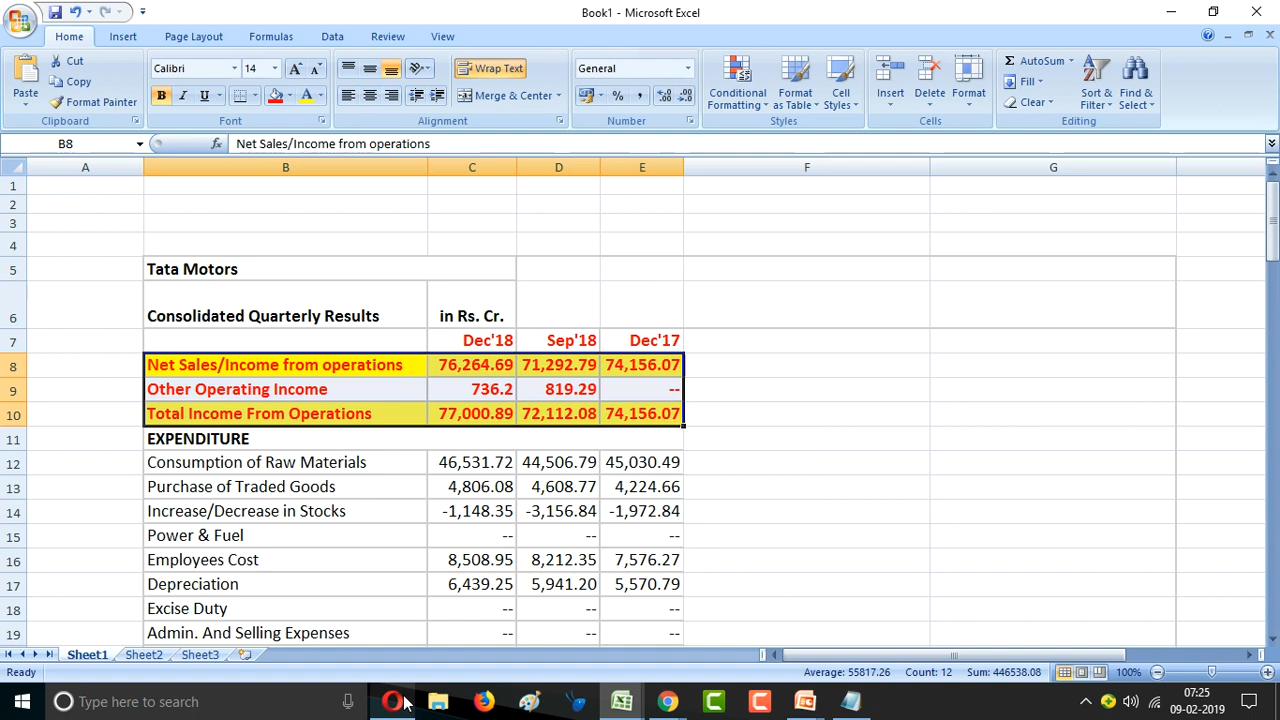 Book1 - Microsoft Excel
Home Insert Page Layout Formulas Data Review View
Paste Cut Copy Format Painter Clipboard
Calibri 14 B I U A A A Font
Wrap Text Merge & Center Alignment
General % , Number
Conditional Formatting Format as Table Cell Styles Styles
Insert Delete Format Cells
Σ AutoSum Fill Clear Sort & Filter Find & Select Editing
B8 fx Net Sales/Income from operations
A B C D E F G
1
2
3
4
5 Tata Motors
6 Consolidated Quarterly Results in Rs. Cr.
7 Dec'18 Sep'18 Dec'17
8 Net Sales/Income from operations 76,264.69 71,292.79 74,156.07
9 Other Operating Income 736.2 819.29 --
10 Total Income From Operations 77,000.89 72,112.08 74,156.07
11 EXPENDITURE
12 Consumption of Raw Materials 46,531.72 44,506.79 45,030.49
13 Purchase of Traded Goods 4,806.08 4,608.77 4,224.66
14 Increase/Decrease in Stocks -1,148.35 -3,156.84 -1,972.84
15 Power & Fuel -- -- --
16 Employees Cost 8,508.95 8,212.35 7,576.27
17 Depreciation 6,439.25 5,941.20 5,570.79
18 Excise Duty -- -- --
19 Admin. And Selling Expenses -- -- --
Sheet1 Sheet2 Sheet3
Ready Average: 55817.26 Count: 12 Sum: 446538.08 100%
Type here to search 07:25
09-02-2019